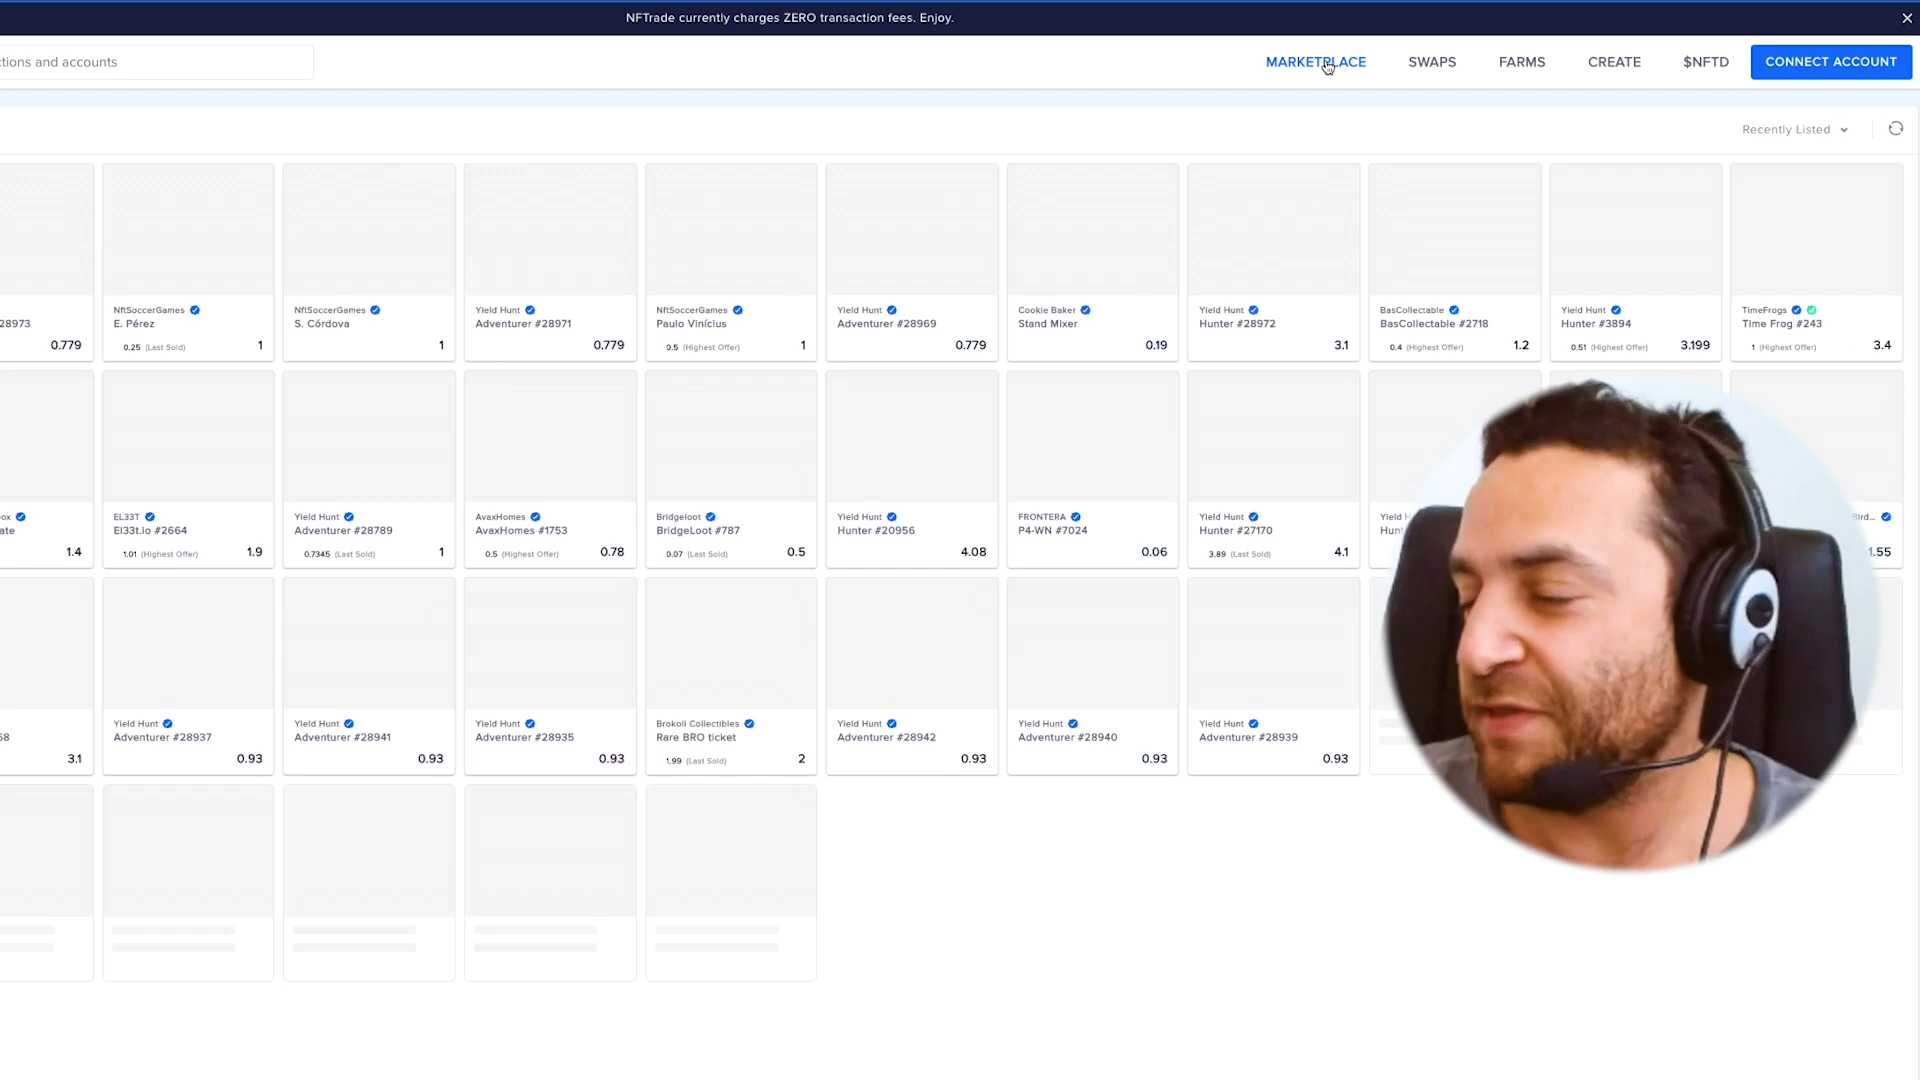 NFTrade currently charges ZERO transaction fees. Enjoy.
tions and accounts
MARKETPLACE SWAPS FARMS CREATE $NFTD CONNECT ACCOUNT
Recently Listed
28973
0.779
NftSoccerGames
E. Pérez
0.25 (Last Sold) 1
NftSoccerGames
S. Córdova
1
Yield Hunt
Adventurer #28971
0.779
NftSoccerGames
Paulo Vinícius
0.5 (Highest Offer) 1
Yield Hunt
Adventurer #28969
0.779
Cookie Baker
Stand Mixer
0.19
Yield Hunt
Hunter #28972
3.1
BasCollectable
BasCollectable #2718
0.4 (Highest Offer) 1.2
Yield Hunt
Hunter #3894
0.51 (Highest Offer) 3.199
TimeFrogs
Time Frog #243
1 (Highest Offer) 3.4
ox
ate
1.4
EL33T
El33t.io #2664
1.01 (Highest Offer) 1.9
Yield Hunt
Adventurer #28789
0.7345 (Last Sold) 1
AvaxHomes
AvaxHomes #1753
0.5 (Highest Offer) 0.78
Bridgeloot
BridgeLoot #787
0.07 (Last Sold) 0.5
Yield Hunt
Hunter #20956
4.08
FRONTERA
P4-WN #7024
0.06
Yield Hunt
Hunter #27170
3.89 (Last Sold) 4.1
Yield H
Hun
ird...
1.55
68
3.1
Yield Hunt
Adventurer #28937
0.93
Yield Hunt
Adventurer #28941
0.93
Yield Hunt
Adventurer #28935
0.93
Brokoli Collectibles
Rare BRO ticket
1.99 (Last Sold) 2
Yield Hunt
Adventurer #28942
0.93
Yield Hunt
Adventurer #28940
0.93
Yield Hunt
Adventurer #28939
0.93